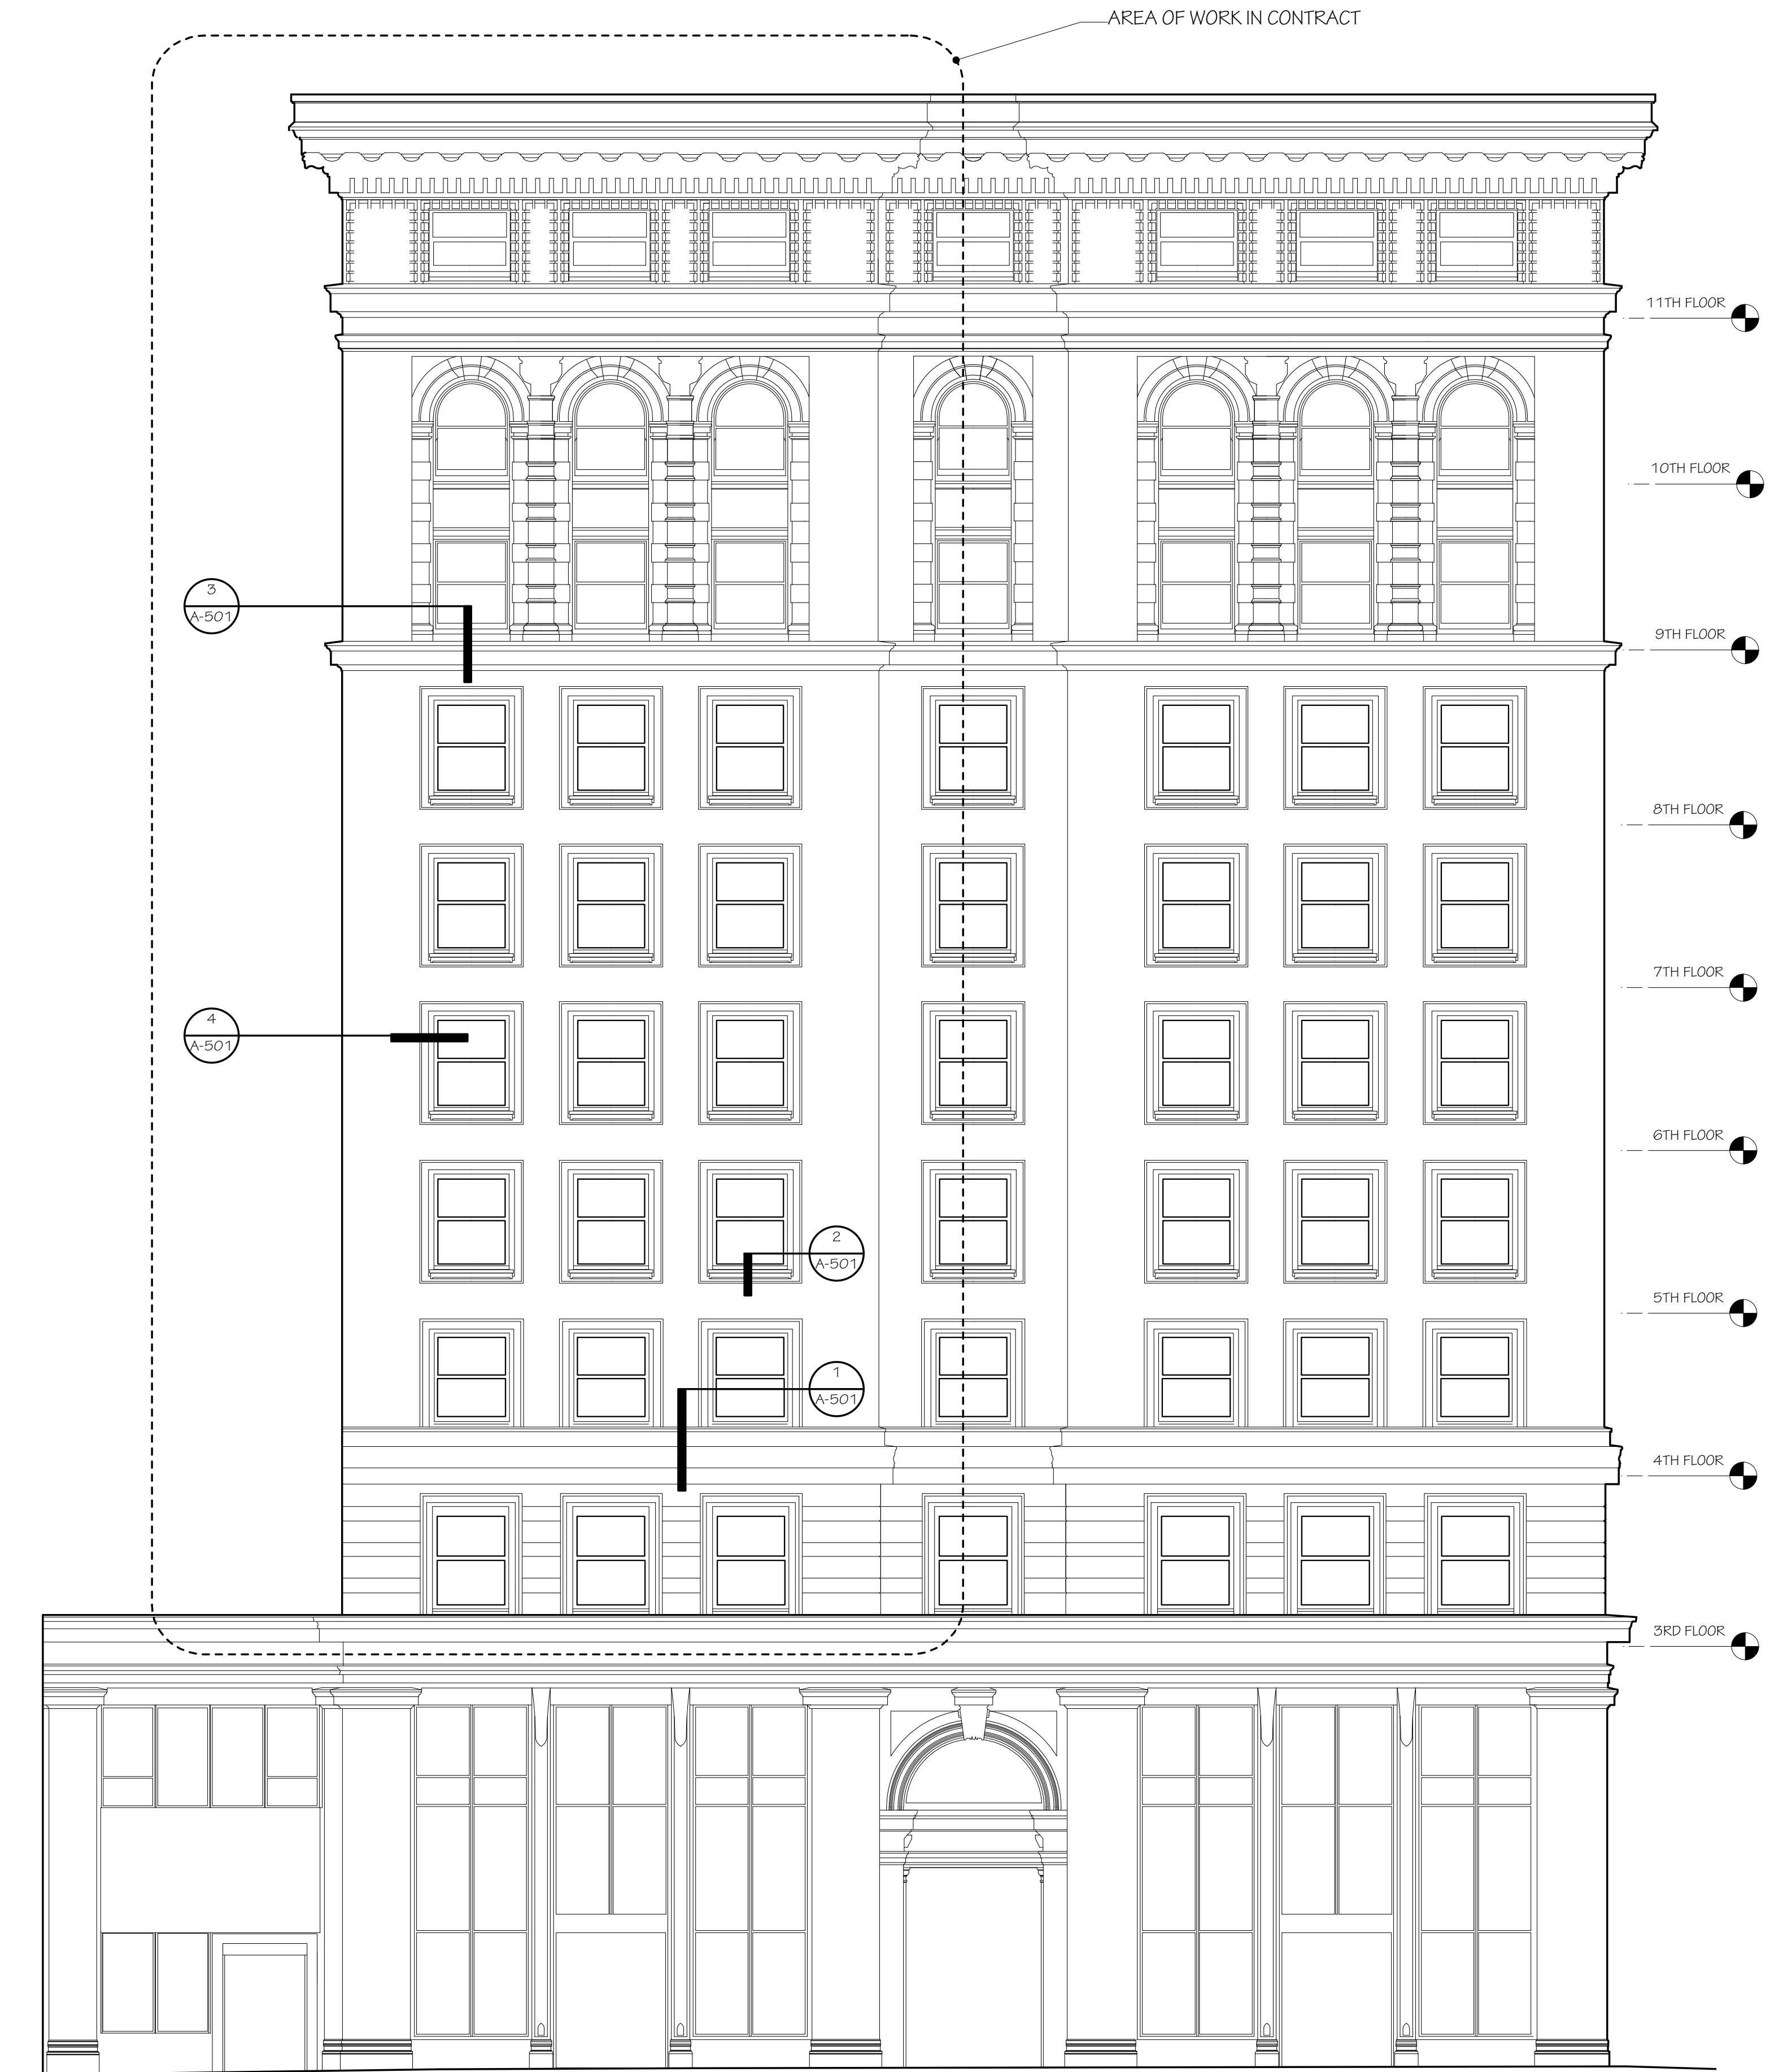 AREA OF WORK IN CONTRACT
11TH FLOOR
10TH FLOOR
3
A-501
9TH FLOOR
8TH FLOOR
7TH FLOOR
4
A-501
6TH FLOOR
2
A-501
5TH FLOOR
1
A-501
4TH FLOOR
3RD FLOOR